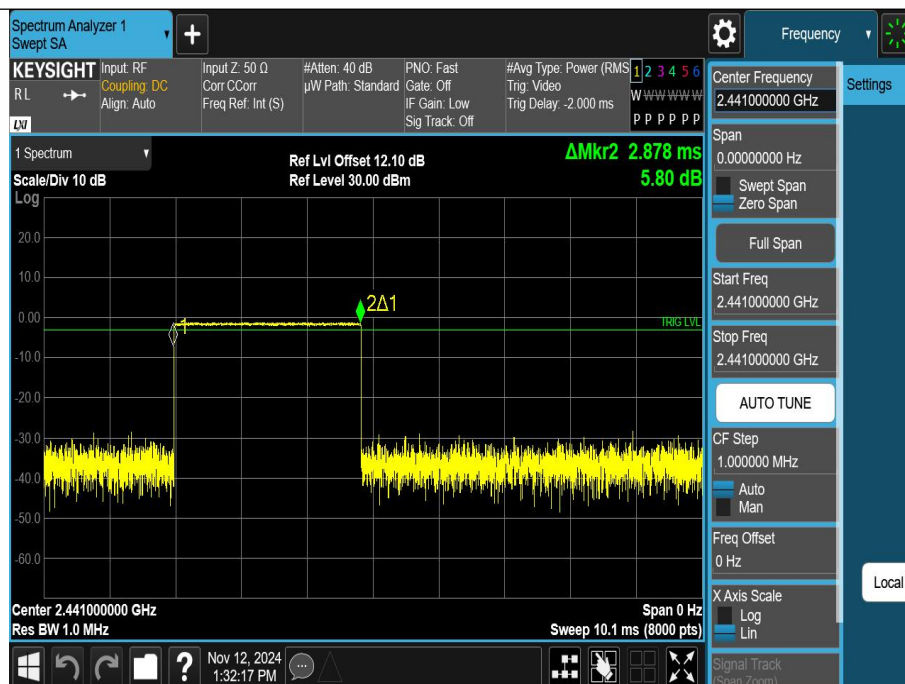 Spectrum Analyzer 1
Swept SA
Frequency
KEYSIGHT
RL
LXI
Input: RF
Coupling: DC
Align: Auto
Input Z: 50 Ω
Corr CCorr
Freq Ref: Int (S)
#Atten: 40 dB
µW Path: Standard
PNO: Fast
Gate: Off
IF Gain: Low
Sig Track: Off
#Avg Type: Power (RMS
Trig: Video
Trig Delay: -2.000 ms
1 2 3 4 5 6
W W W W W W
P P P P P P
1 Spectrum
Scale/Div 10 dB
Log
Ref Lvl Offset 12.10 dB
Ref Level 30.00 dBm
ΔMkr2 2.878 ms
5.80 dB
20.0
10.0
0.00
-10.0
-20.0
-30.0
-40.0
-50.0
-60.0
1
2Δ1
TRIG LVL
Center 2.441000000 GHz
Res BW 1.0 MHz
Span 0 Hz
Sweep 10.1 ms (8000 pts)
?
Nov 12, 2024
1:32:17 PM
Center Frequency
2.441000000 GHz
Span
0.00000000 Hz
Swept Span
Zero Span
Full Span
Start Freq
2.441000000 GHz
Stop Freq
2.441000000 GHz
AUTO TUNE
CF Step
1.000000 MHz
Auto
Man
Freq Offset
0 Hz
X Axis Scale
Log
Lin
Signal Track
(Span Zoom)
Settings
Local